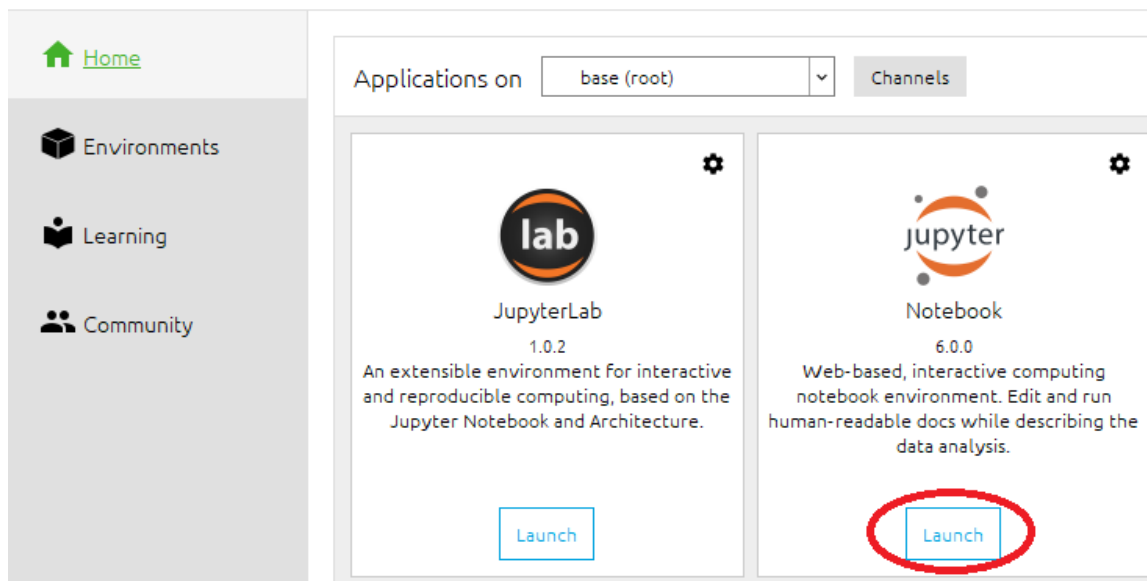 Home
Environments
Learning
Community
Applications on base (root) Channels
lab
JupyterLab
1.0.2
An extensible environment for interactive
and reproducible computing, based on the
Jupyter Notebook and Architecture.
Launch
jupyter
Notebook
6.0.0
Web-based, interactive computing
notebook environment. Edit and run
human-readable docs while describing the
data analysis.
Launch